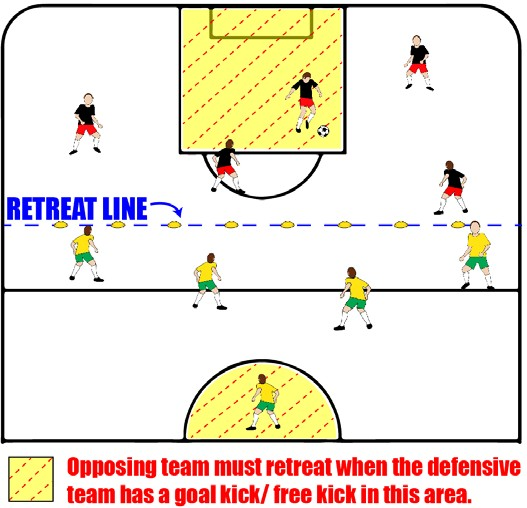 RETREAT LINE
Opposing team must retreat when the defensive
team has a goal kick/ free kick in this area.